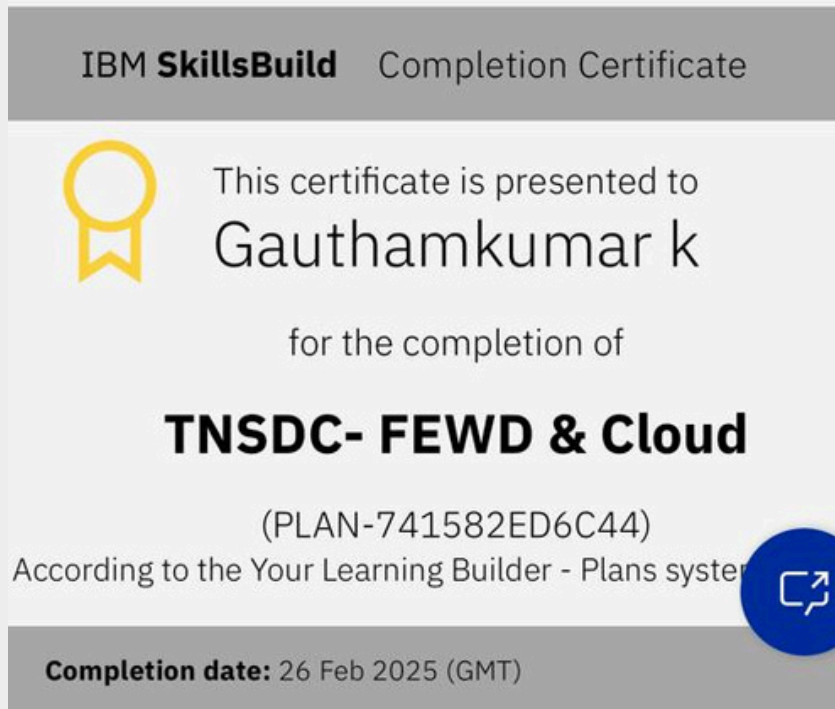 IBM SkillsBuild Completion Certificate
This certificate is presented to
Gauthamkumar k
for the completion of
TNSDC- FEWD & Cloud
(PLAN-741582ED6C44)
According to the Your Learning Builder - Plans
Completion date: 26 Feb 2025 (GMT)